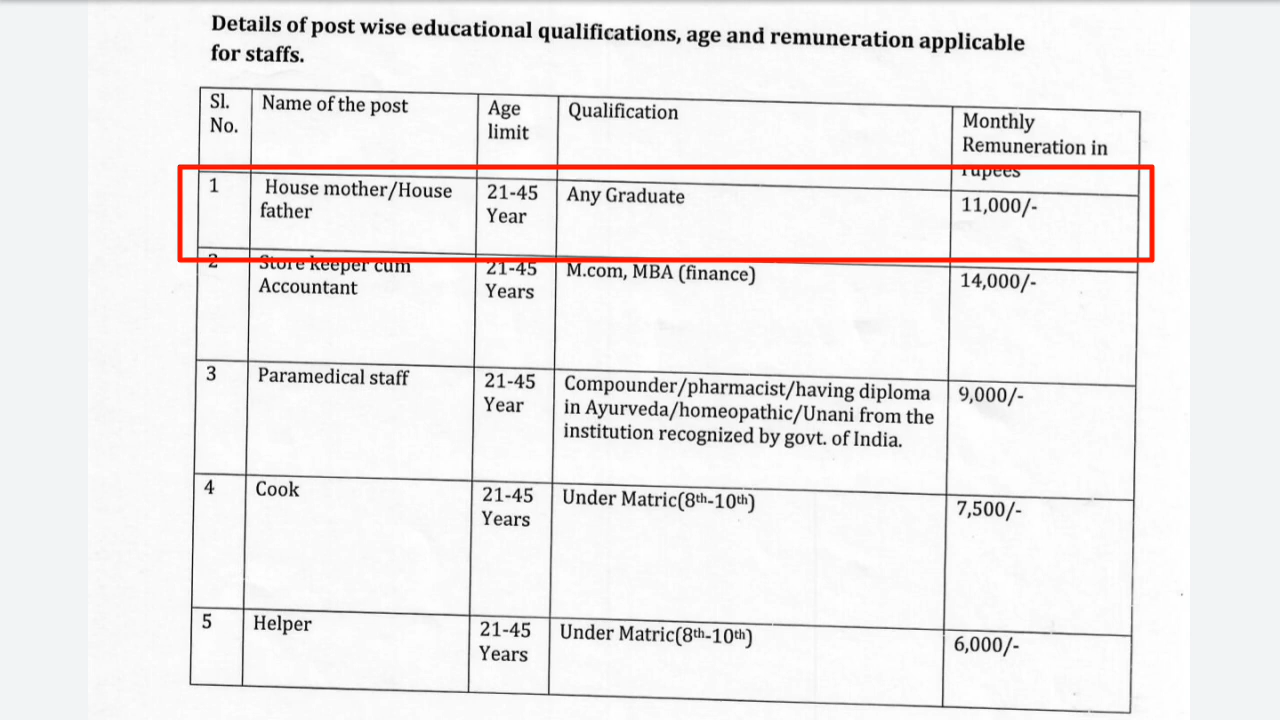 Details of post wise educational qualifications, age and remuneration applicable
for staffs.
Sl.
No.
Name of the post
Age
limit
Qualification
Monthly
Remuneration in
rupees
1
House mother/House
father
21-45
Year
Any Graduate
11,000/-
2
Store keeper cum
Accountant
21-45
Years
M.com, MBA (finance)
14,000/-
3
Paramedical staff
21-45
Year
Compounder/pharmacist/having diploma
in Ayurveda/homeopathic/Unani from the
institution recognized by govt. of India.
9,000/-
4
Cook
21-45
Years
Under Matric(8th-10th)
7,500/-
5
Helper
21-45
Years
Under Matric(8th-10th)
6,000/-